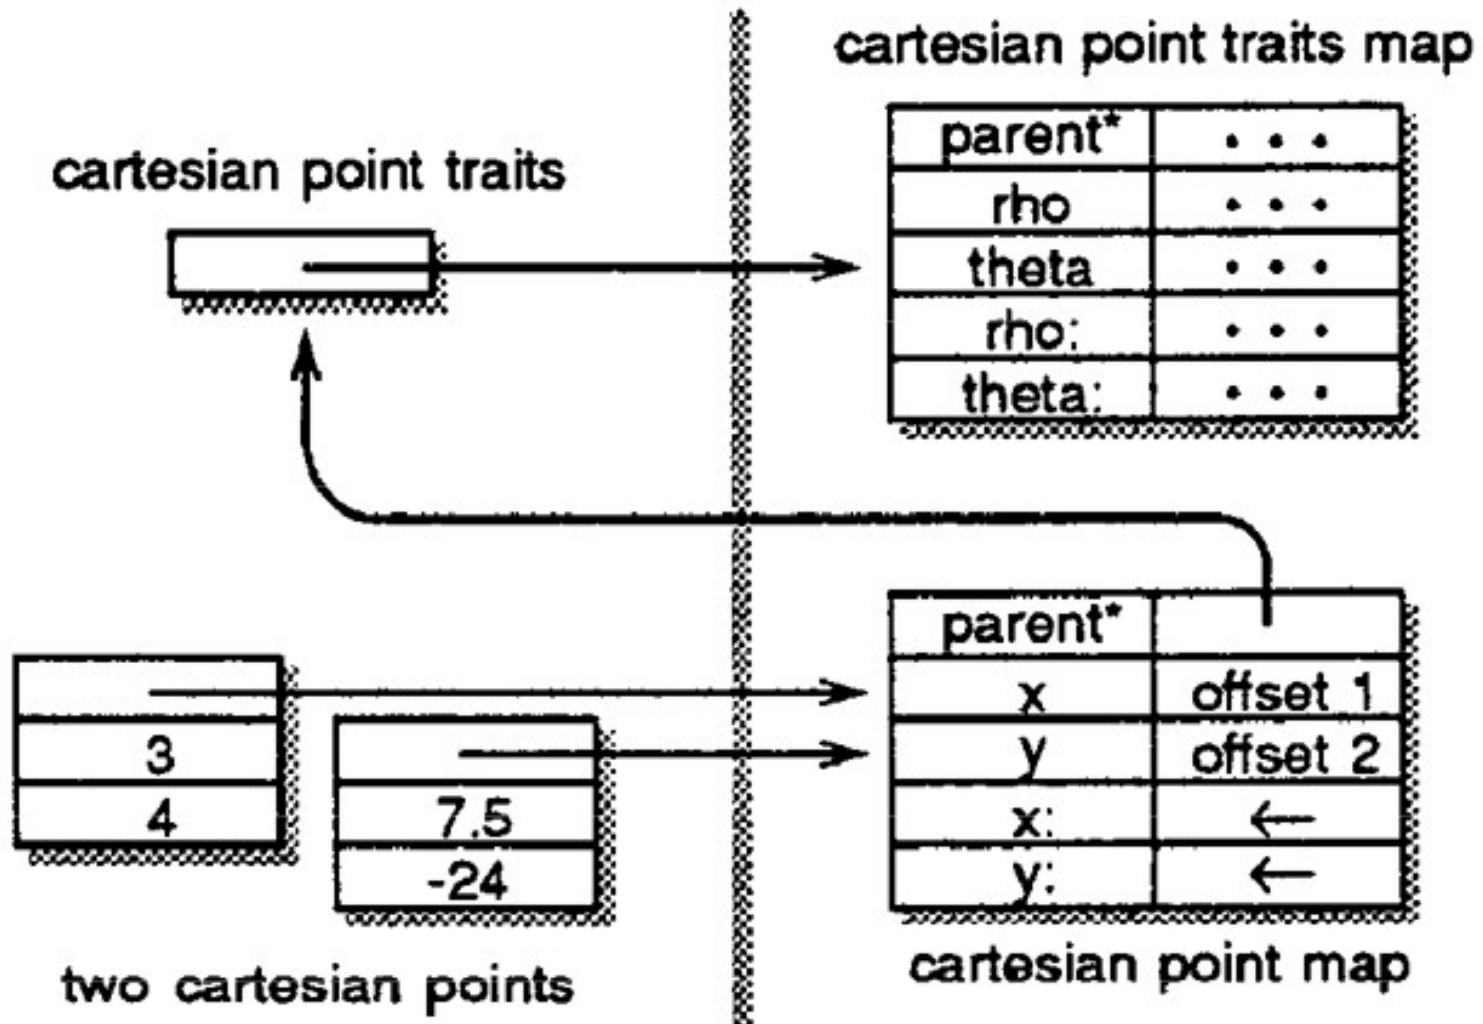 cartesian point traits map
parent* • • •
cartesian point traits
rho • • •
theta • • •
rho: • • •
theta: • • •
parent*
x offset 1
3
y offset 2
4
7.5
x: ←
-24
y: ←
cartesian point map
two cartesian points